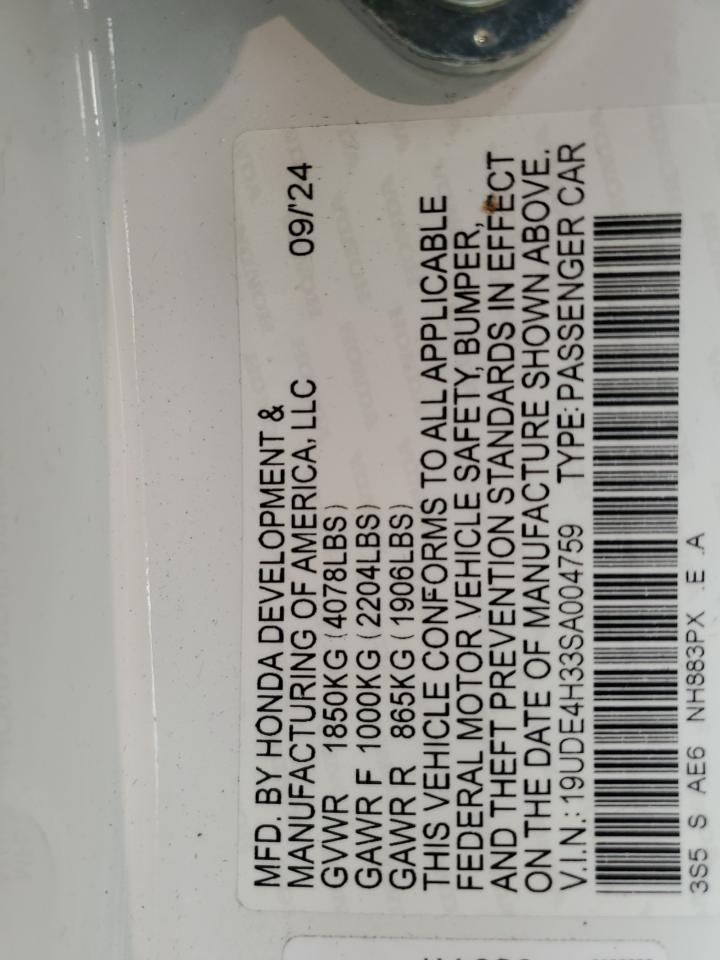 MFD. BY HONDA DEVELOPMENT &
MANUFACTURING OF AMERICA, LLC 09/'24
GVWR 1850KG (4078LBS)
GAWR F 1000KG (2204LBS)
GAWR R 865KG (1906LBS)
THIS VEHICLE CONFORMS TO ALL APPLICABLE
FEDERAL MOTOR VEHICLE SAFETY, BUMPER,
AND THEFT PREVENTION STANDARDS IN EFFECT
ON THE DATE OF MANUFACTURE SHOWN ABOVE.
V.I.N.: 19UDE4H33SA004759 TYPE: PASSENGER CAR
3S5 S AE6 NH883PX .E .A